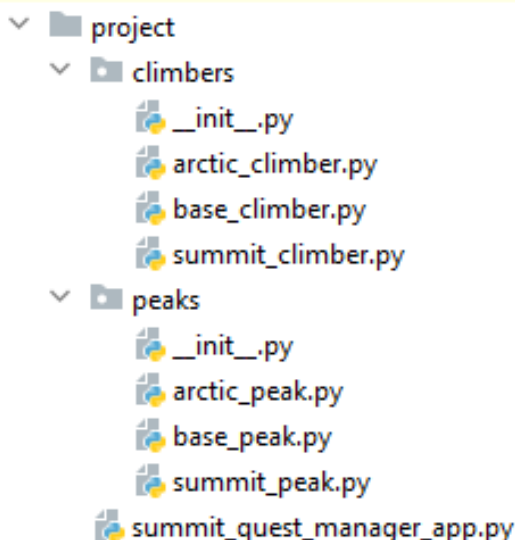 project
climbers
__init__.py
arctic_climber.py
base_climber.py
summit_climber.py
peaks
__init__.py
arctic_peak.py
base_peak.py
summit_peak.py
summit_quest_manager_app.py